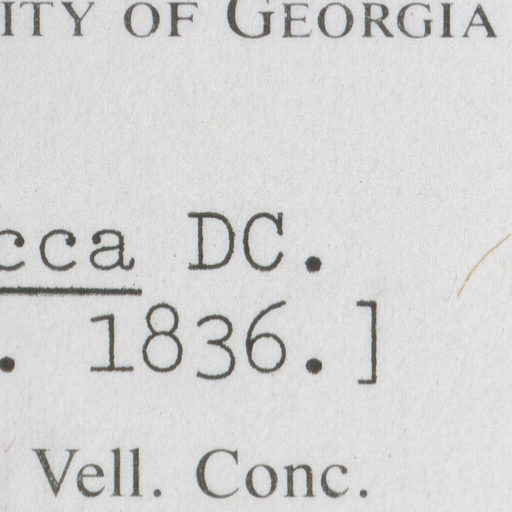 ITY OF GEORGIA
cca DC.
. 1836.]
Vell. Conc.